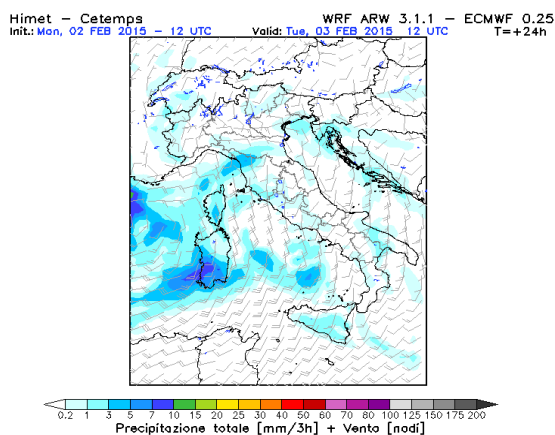 Himet – Cetemps WRF ARW 3.1.1 – ECMWF 0.25
Init.: Mon, 02 FEB 2015 – 12 UTC Valid: Tue, 03 FEB 2015 12 UTC T=+24h
0.2 1 3 5 7 10 15 20 25 30 40 50 60 70 80 100 125 150 175 200
Precipitazione totale [mm/3h] + Vento [nodi]